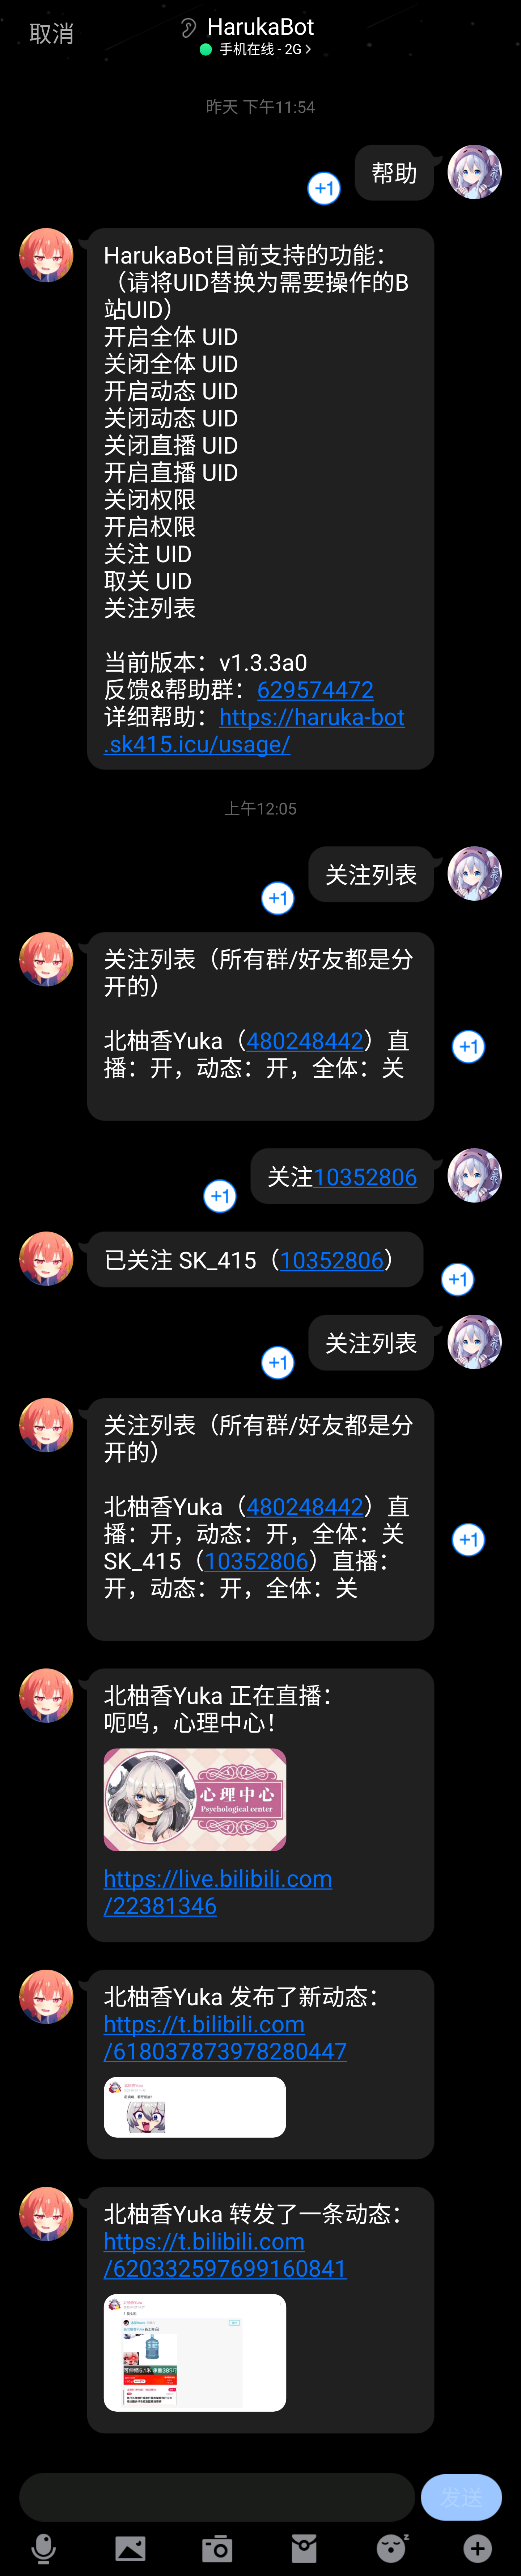 取消
HarukaBot
手机在线 - 2G
昨天 下午11:54
帮助
+1
HarukaBot目前支持的功能：
（请将UID替换为需要操作的B
站UID）
开启全体 UID
关闭全体 UID
开启动态 UID
关闭动态 UID
关闭直播 UID
开启直播 UID
关闭权限
开启权限
关注 UID
取关 UID
关注列表
当前版本：v1.3.3a0
反馈&帮助群：629574472
详细帮助：https://haruka-bot
.sk415.icu/usage/
上午12:05
关注列表
+1
关注列表（所有群/好友都是分
开的）
北柚香Yuka（480248442）直
播：开，动态：开，全体：关
+1
关注10352806
+1
已关注 SK_415（10352806）
+1
关注列表
+1
关注列表（所有群/好友都是分
开的）
北柚香Yuka（480248442）直
播：开，动态：开，全体：关
SK_415（10352806）直播：
开，动态：开，全体：关
+1
北柚香Yuka 正在直播：
呃呜，心理中心！
心理中心
Psychological center
https://live.bilibili.com
/22381346
北柚香Yuka 发布了新动态：
https://t.bilibili.com
/618037873978280447
北柚香Yuka 转发了一条动态：
https://t.bilibili.com
/620332597699160841
发送